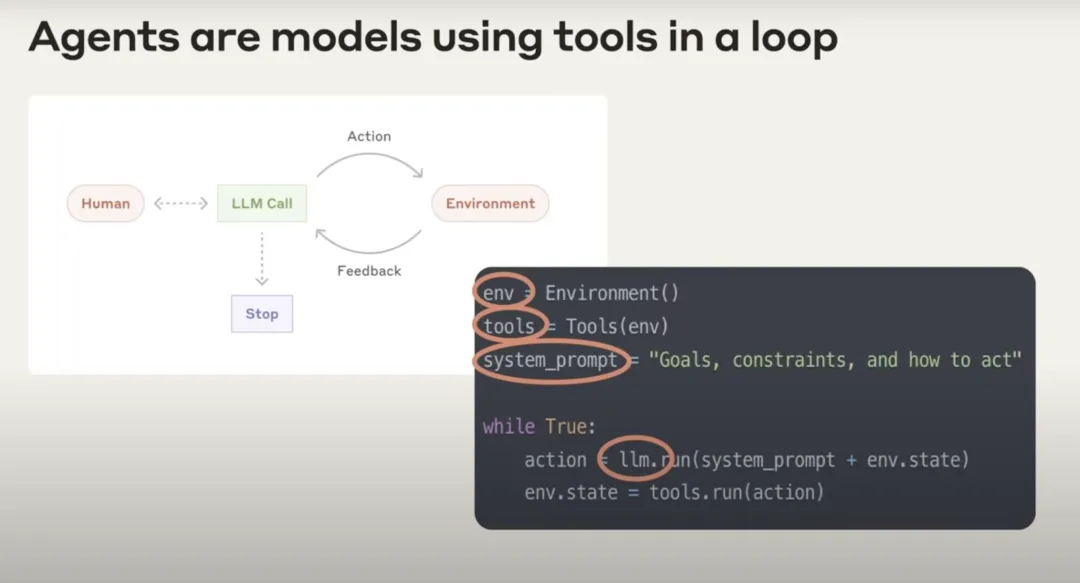 Agents are models using tools in a loop
Action
Human
LLM Call
Environment
Feedback
Stop
env = Environment()
tools = Tools(env)
system_prompt = "Goals, constraints, and how to act"
while True:
action = llm.run(system_prompt + env.state)
env.state = tools.run(action)